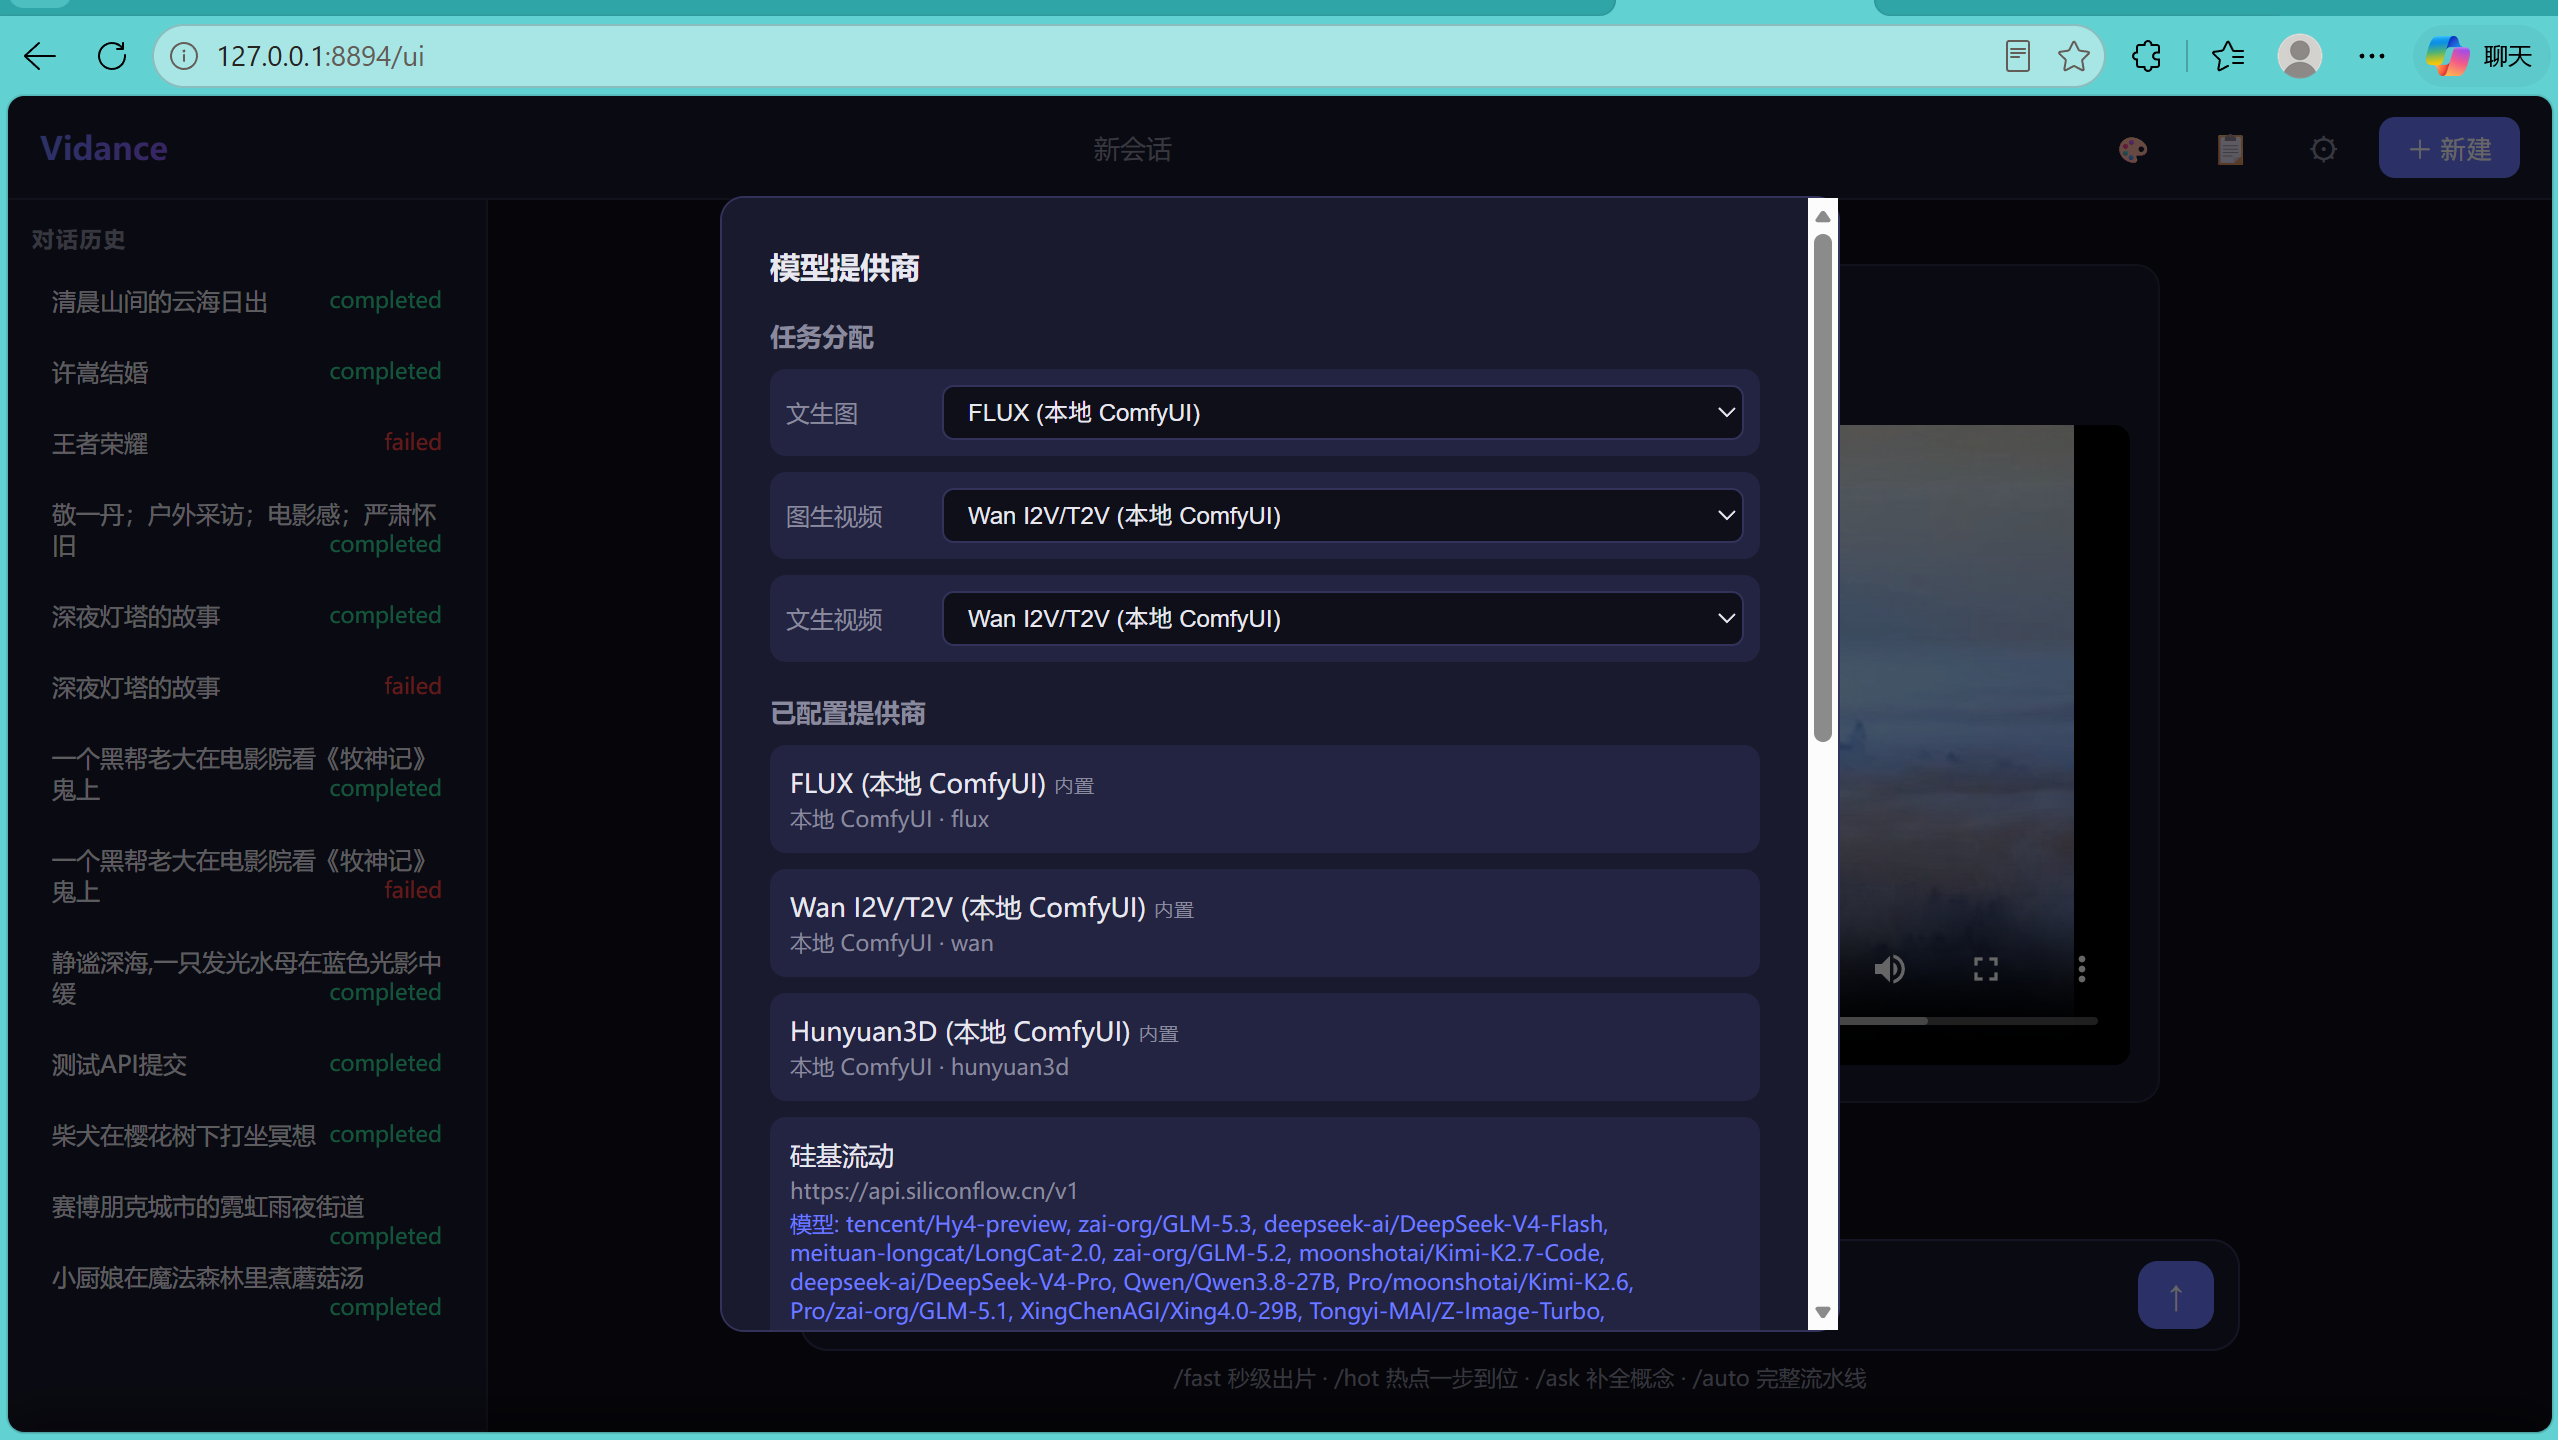 127.0.0.1:8894/ui
聊天
Vidance
新会话
+ 新建
对话历史
清晨山间的云海日出 completed
许嵩结婚 completed
王者荣耀 failed
敬一丹；户外采访；电影感；严肃怀
旧 completed
深夜灯塔的故事 completed
深夜灯塔的故事 failed
一个黑帮老大在电影院看《牧神记》
鬼上 completed
一个黑帮老大在电影院看《牧神记》
鬼上 failed
静谧深海,一只发光水母在蓝色光影中
缓 completed
测试API提交 completed
柴犬在樱花树下打坐冥想 completed
赛博朋克城市的霓虹雨夜街道
completed
小厨娘在魔法森林里煮蘑菇汤
completed
模型提供商
任务分配
文生图 FLUX (本地 ComfyUI)
图生视频 Wan I2V/T2V (本地 ComfyUI)
文生视频 Wan I2V/T2V (本地 ComfyUI)
已配置提供商
FLUX (本地 ComfyUI) 内置
本地 ComfyUI · flux
Wan I2V/T2V (本地 ComfyUI) 内置
本地 ComfyUI · wan
Hunyuan3D (本地 ComfyUI) 内置
本地 ComfyUI · hunyuan3d
硅基流动
https://api.siliconflow.cn/v1
模型: tencent/Hy4-preview, zai-org/GLM-5.3, deepseek-ai/DeepSeek-V4-Flash,
meituan-longcat/LongCat-2.0, zai-org/GLM-5.2, moonshotai/Kimi-K2.7-Code,
deepseek-ai/DeepSeek-V4-Pro, Qwen/Qwen3.8-27B, Pro/moonshotai/Kimi-K2.6,
Pro/zai-org/GLM-5.1, XingChenAGI/Xing4.0-29B, Tongyi-MAI/Z-Image-Turbo,
/fast 秒级出片 · /hot 热点一步到位 · /ask 补全概念 · /auto 完整流水线